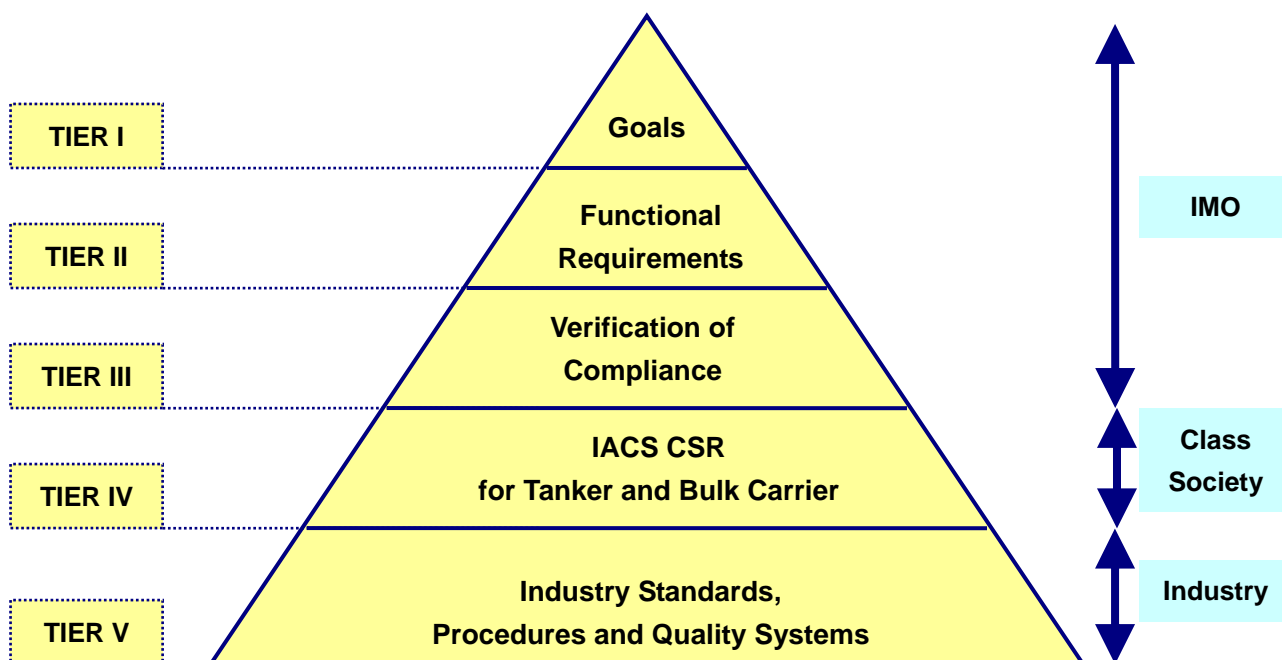 TIER I
Goals
TIER II
Functional
Requirements
IMO
TIER III
Verification of
Compliance
TIER IV
IACS CSR
for Tanker and Bulk Carrier
Class
Society
TIER V
Industry Standards,
Procedures and Quality Systems
Industry